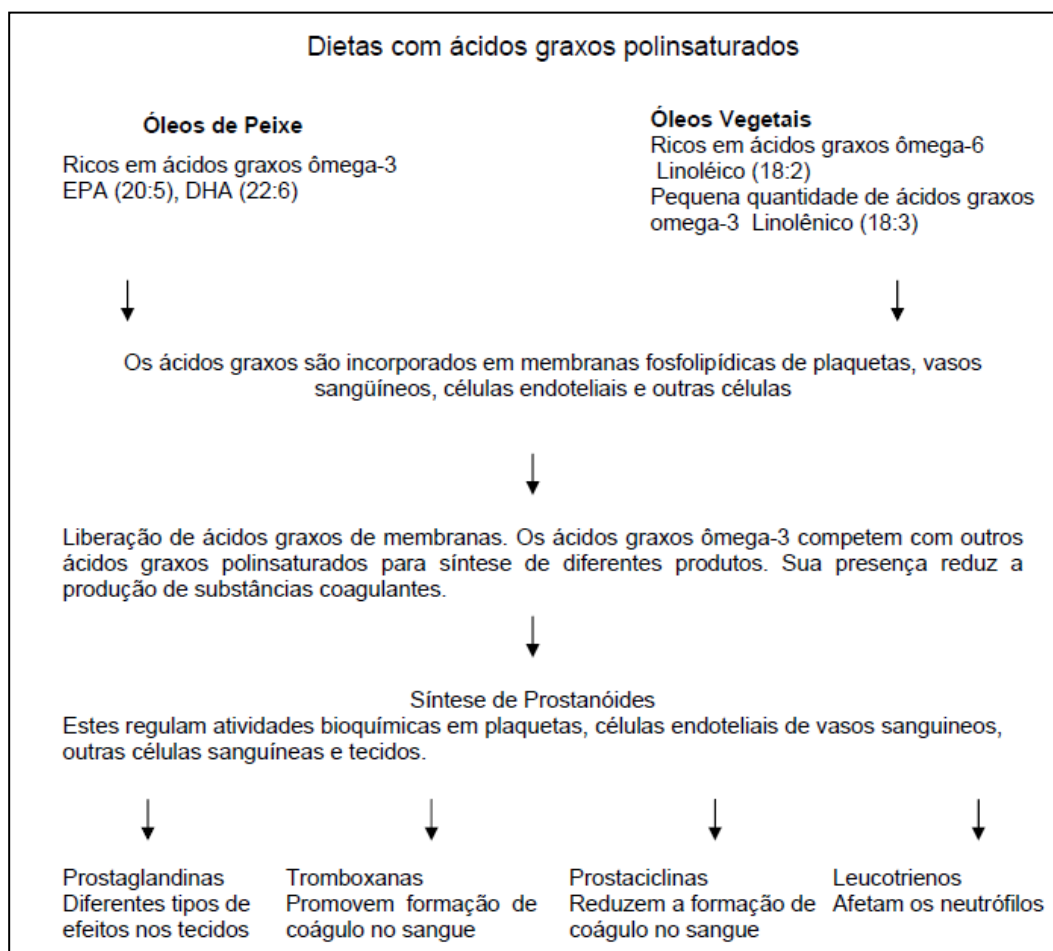 Dietas com ácidos graxos polinsaturados
Óleos de Peixe
Ricos em ácidos graxos ômega-3
EPA (20:5), DHA (22:6)
Óleos Vegetais
Ricos em ácidos graxos ômega-6
Linoléico (18:2)
Pequena quantidade de ácidos graxos
omega-3 Linolênico (18:3)
Os ácidos graxos são incorporados em membranas fosfolipídicas de plaquetas, vasos
sangüíneos, células endoteliais e outras células
Liberação de ácidos graxos de membranas. Os ácidos graxos ômega-3 competem com outros
ácidos graxos polinsaturados para síntese de diferentes produtos. Sua presença reduz a
produção de substâncias coagulantes.
Síntese de Prostanóides
Estes regulam atividades bioquímicas em plaquetas, células endoteliais de vasos sanguineos,
outras células sanguíneas e tecidos.
Prostaglandinas
Diferentes tipos de
efeitos nos tecidos
Tromboxanas
Promovem formação de
coágulo no sangue
Prostaciclinas
Reduzem a formação de
coágulo no sangue
Leucotrienos
Afetam os neutrófilos